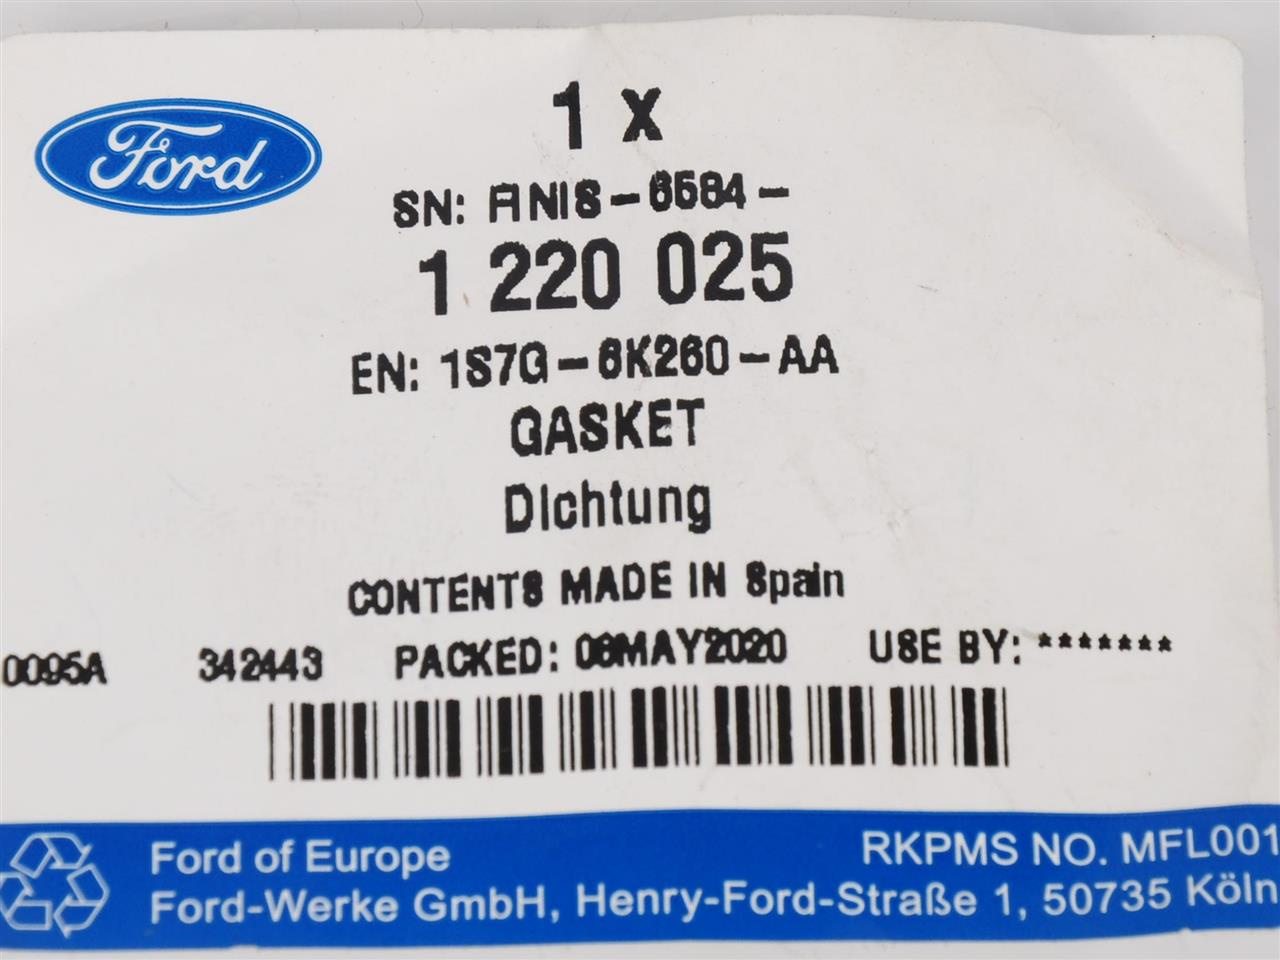 Ford
1 x
SN: FINIS-6584-
1 220 025
EN: 1S7G-6K260-AA
GASKET
Dichtung
CONTENTS MADE IN Spain
0095A 342443 PACKED: 06MAY2020 USE BY: *******
Ford of Europe RKPMS NO. MFL001
Ford-Werke GmbH, Henry-Ford-Straße 1, 50735 Köln